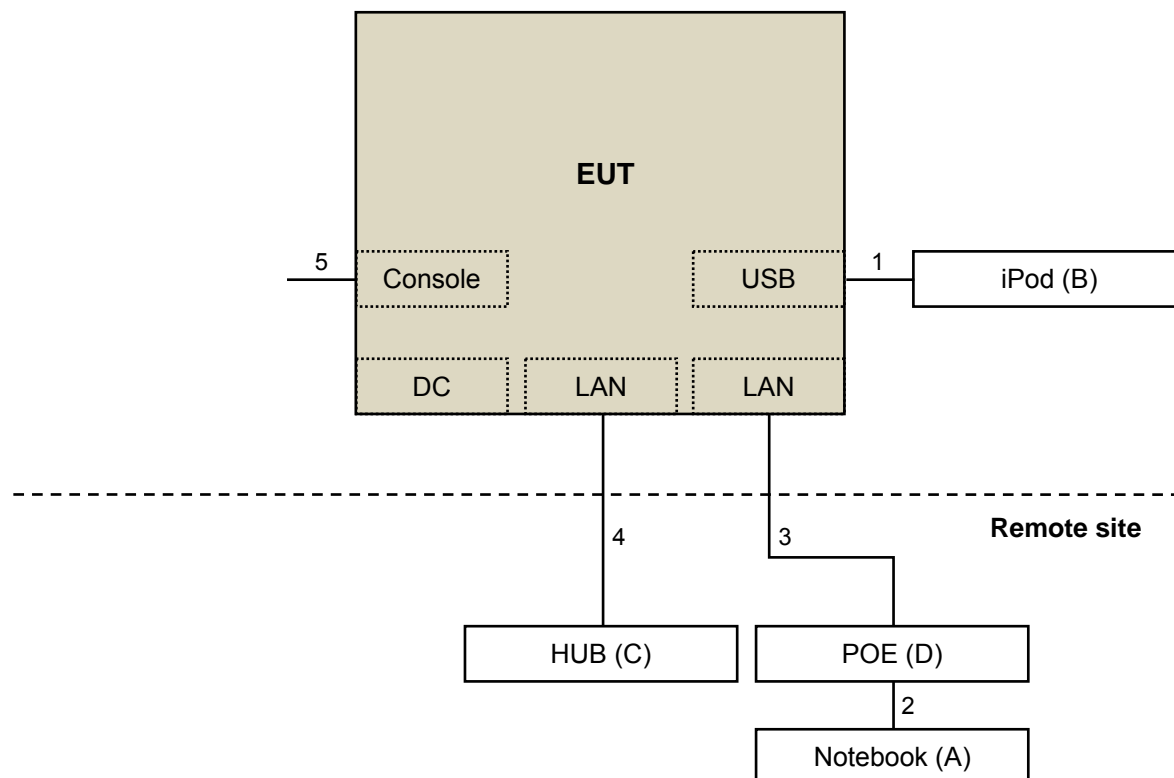 EUT
5
Console
USB
1
iPod (B)
DC
LAN
LAN
Remote site
4
3
HUB (C)
POE (D)
2
Notebook (A)